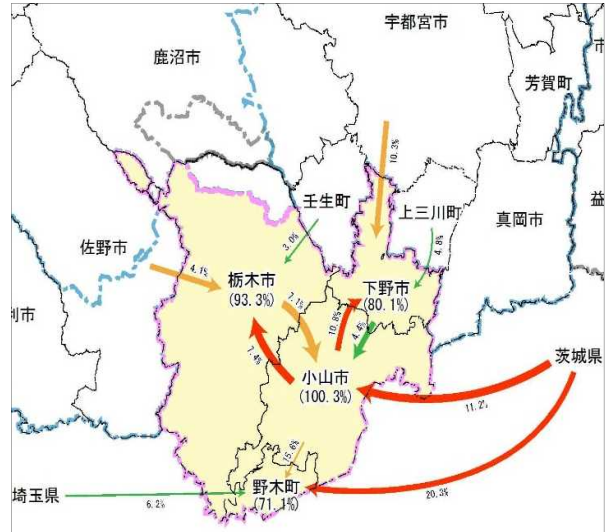 宇都宮市
鹿沼市
市
芳賀町
10.3%
壬生町
上三川町
真岡市
益
佐野市
3.0%
4.8%
4.1%
栃木市
(93.3%)
下野市
(80.1%)
7.1%
利市
10.8%
4.4%
7.4%
小山市
(100.3%)
茨城県
11.2%
15.6%
野木町
(71.1%)
埼玉県
6.2%
20.3%